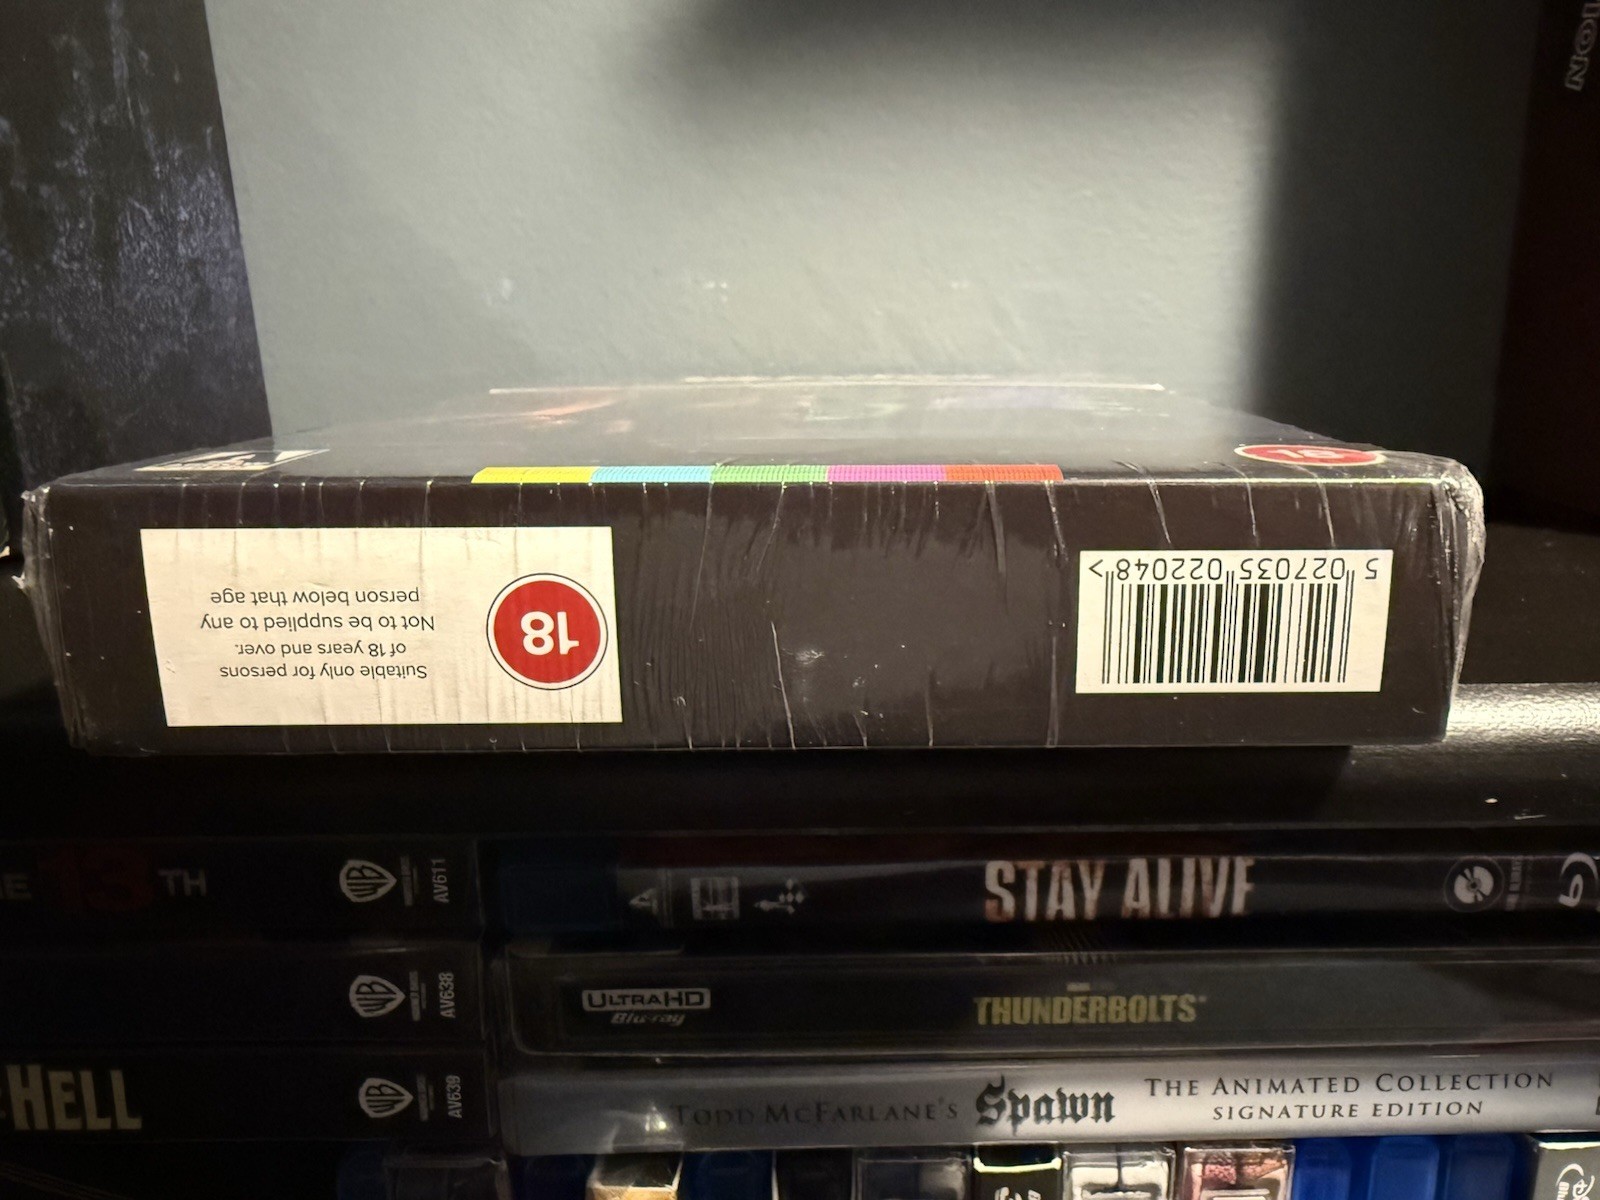 18
Suitable only for persons
of 18 years and over.
Not to be supplied to any
person below that age
18
5 027035 022048 >
13TH
AV611
STAY ALIVE
AV638
ULTRA HD
Blu-ray
THUNDERBOLTS*
HELL
AV639
TODD MCFARLANE'S Spawn THE ANIMATED COLLECTION
SIGNATURE EDITION